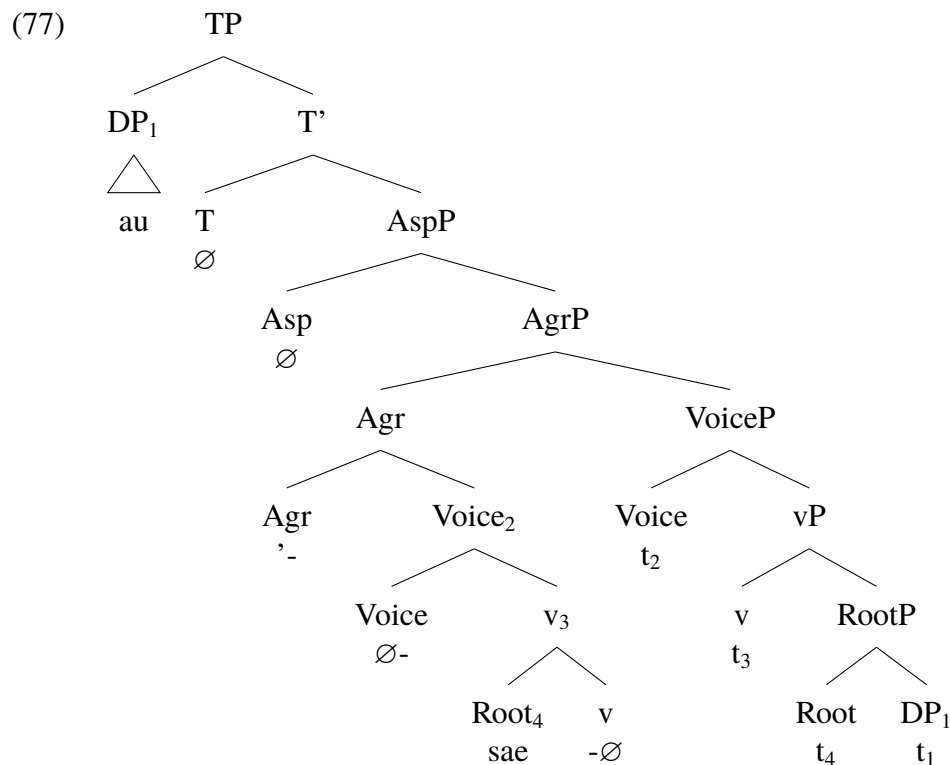 (77) TP
DP₁ T’
au T AspP
∅
Asp AgrP
∅
Agr VoiceP
Agr Voice₂ Voice vP
’- t₂
Voice v₃ v RootP
∅- t₃
Root₄ v Root DP₁
sae -∅ t₄ t₁